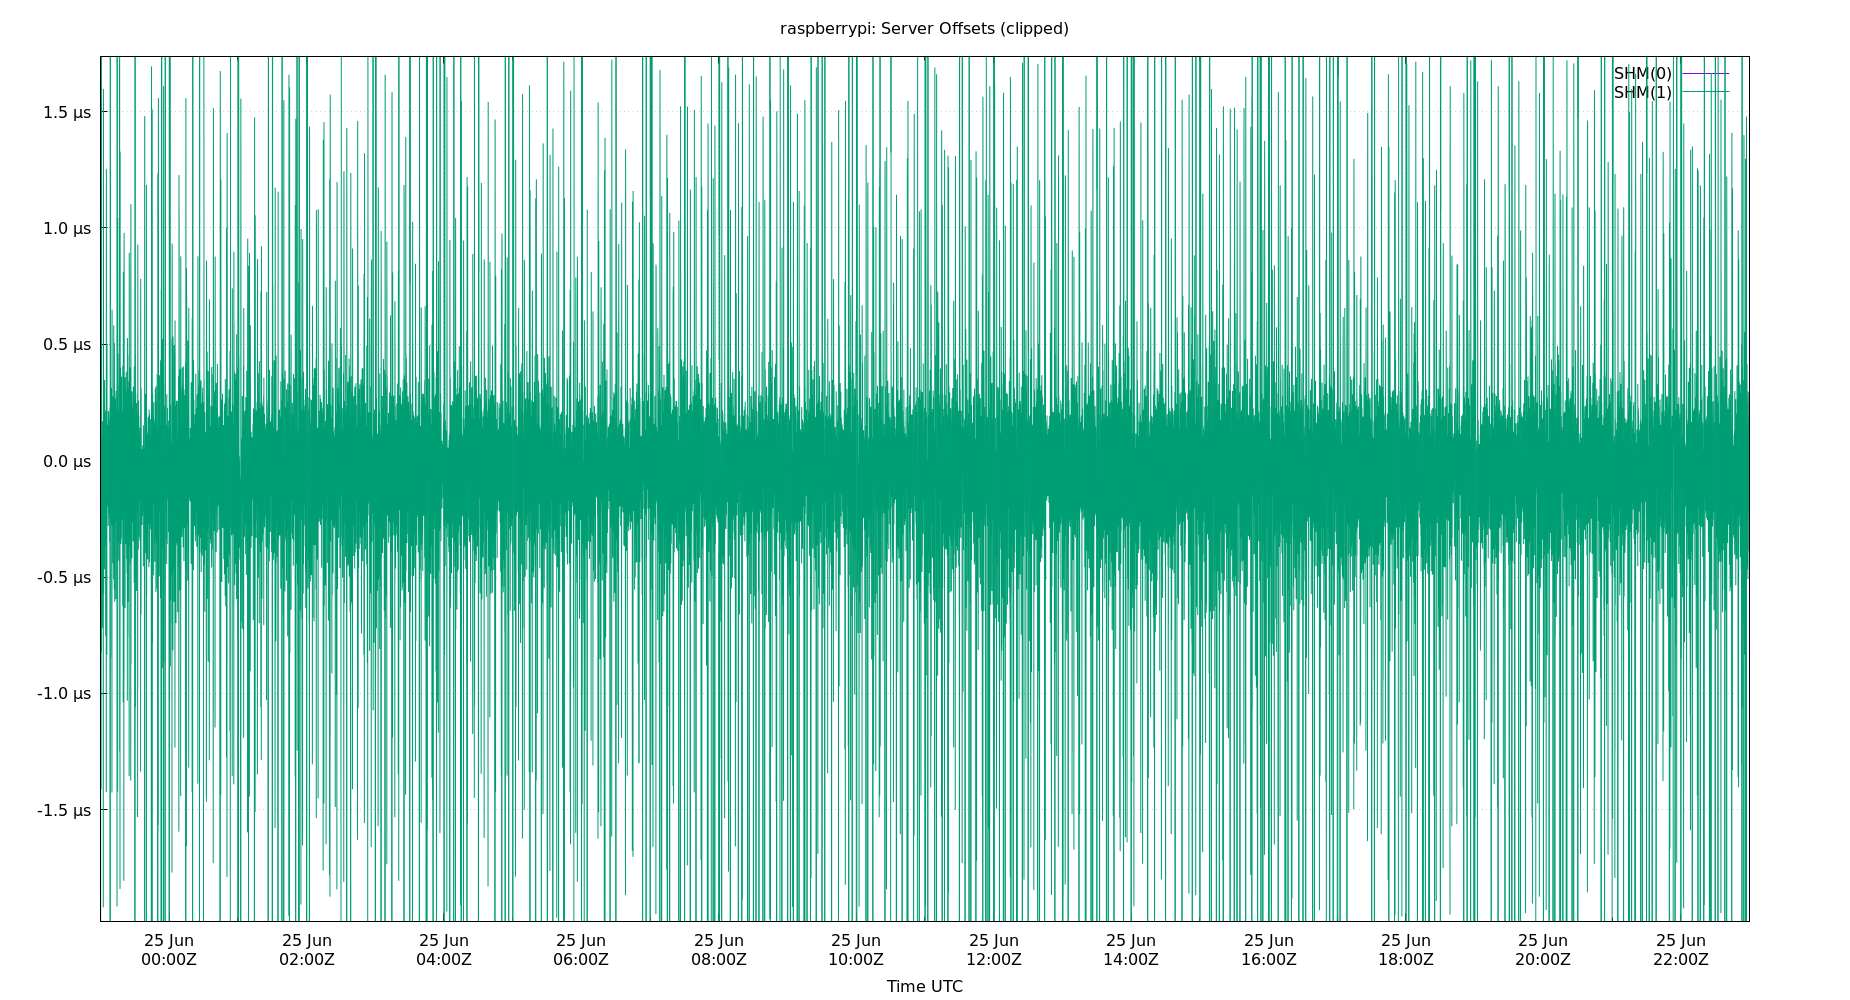 raspberrypi: Server Offsets (clipped)
SHM(0)
SHM(1)
1.5 µs
1.0 µs
0.5 µs
0.0 µs
-0.5 µs
-1.0 µs
-1.5 µs
25 Jun 25 Jun 25 Jun 25 Jun 25 Jun 25 Jun 25 Jun 25 Jun 25 Jun 25 Jun 25 Jun 25 Jun
00:00Z 02:00Z 04:00Z 06:00Z 08:00Z 10:00Z 12:00Z 14:00Z 16:00Z 18:00Z 20:00Z 22:00Z
Time UTC